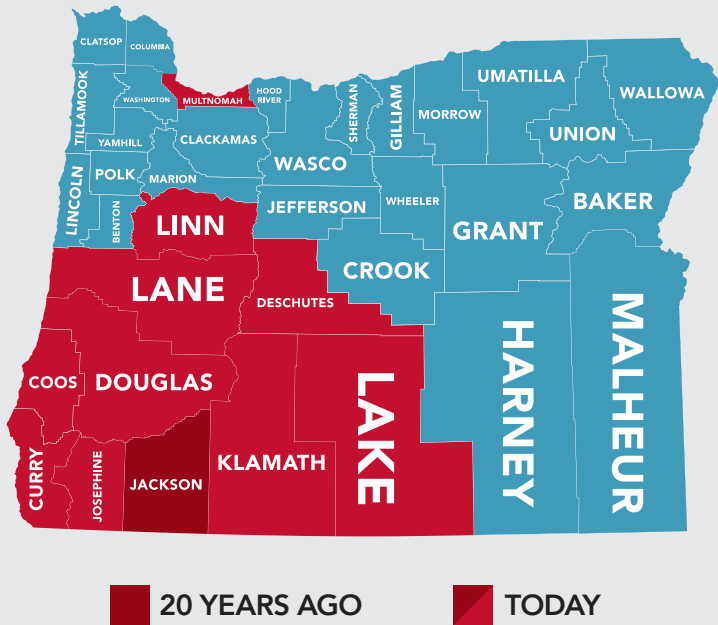 CLATSOP
COLUMBIA
TILLAMOOK
WASHINGTON
MULTNOMAH
HOOD
RIVER
SHERMAN
GILLIAM
MORROW
UMATILLA
UNION
WALLOWA
YAMHILL
CLACKAMAS
WASCO
LINCOLN
POLK
MARION
BENTON
LINN
JEFFERSON
WHEELER
GRANT
BAKER
LANE
DESCHUTES
CROOK
HARNEY
MALHEUR
COOS
DOUGLAS
LAKE
CURRY
JOSEPHINE
JACKSON
KLAMATH
20 YEARS AGO
TODAY